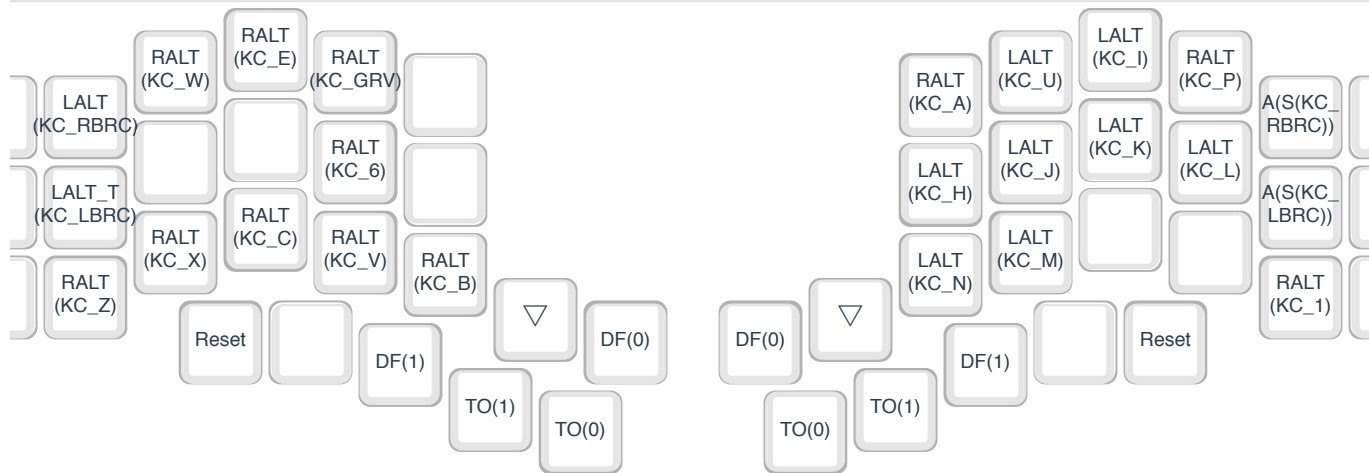 RALT
(KC_E)
LALT
(KC_I)
RALT
(KC_W)
RALT
(KC_GRV)
LALT
(KC_U)
RALT
(KC_P)
RALT
(KC_A)
LALT
(KC_RBRC)
A(S(KC_
RBRC))
LALT
(KC_K)
RALT
(KC_6)
LALT
(KC_J)
LALT
(KC_L)
LALT
(KC_H)
LALT_T
(KC_LBRC)
A(S(KC_
LBRC))
RALT
(KC_C)
RALT
(KC_X)
RALT
(KC_V)
LALT
(KC_M)
RALT
(KC_B)
LALT
(KC_N)
RALT
(KC_Z)
RALT
(KC_1)
Reset
DF(1)
▽
DF(0)
DF(0)
▽
DF(1)
Reset
TO(1)
TO(0)
TO(0)
TO(1)